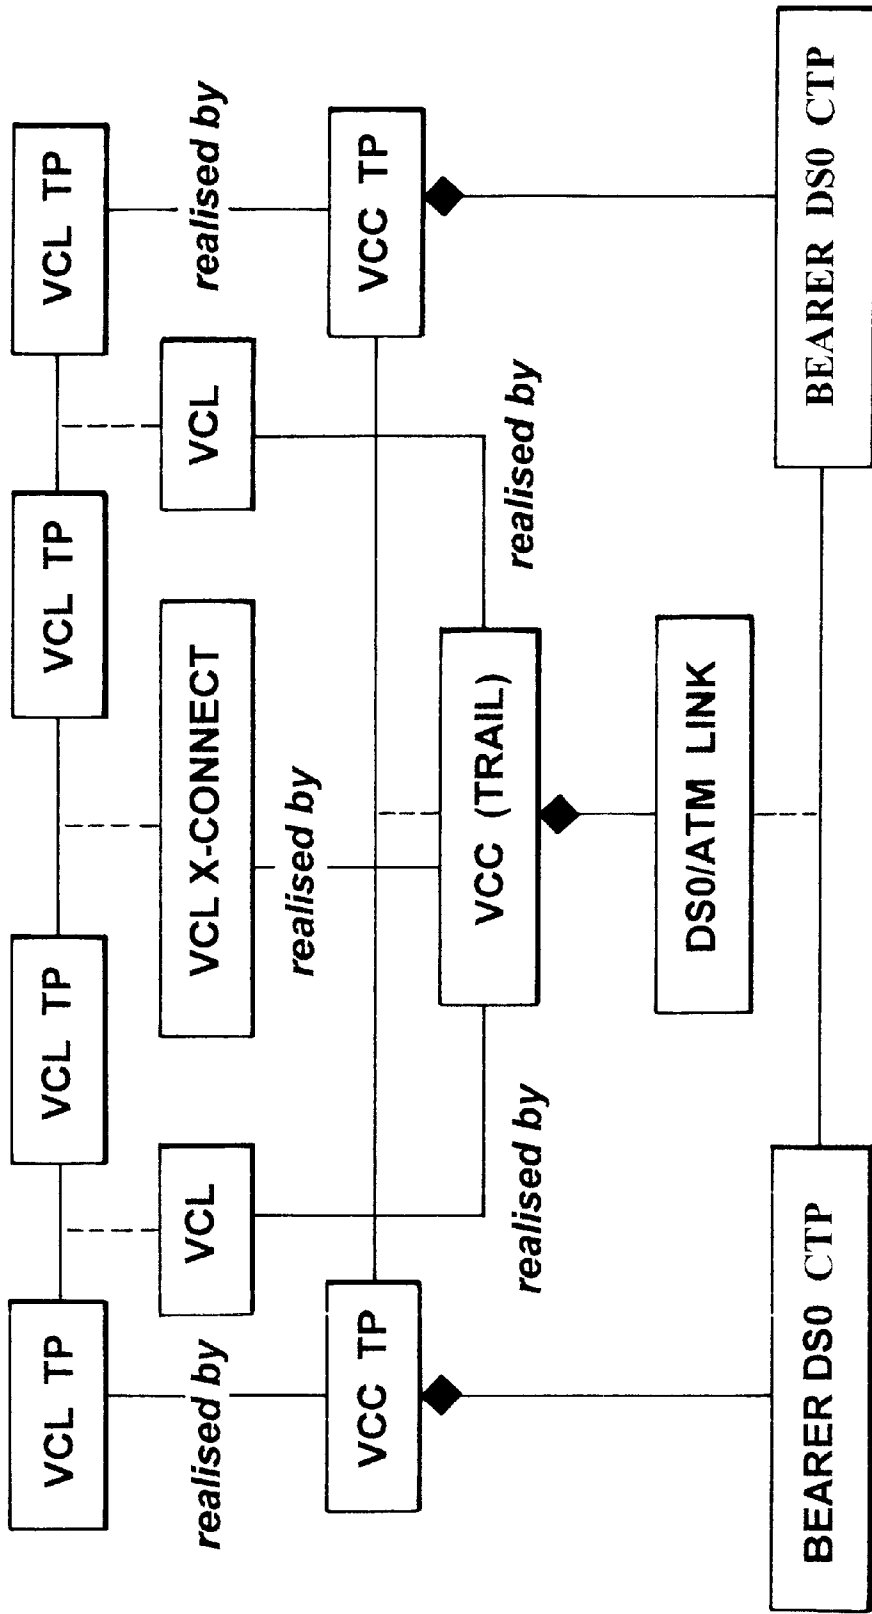 VCL TP
VCL TP
VCL TP
VCL TP
VCL
VCL X-CONNECT
VCL
realised by
realised by
realised by
VCC TP
VCC TP
VCC (TRAIL)
realised by
realised by
DS0/ATM LINK
BEARER DS0 CTP
BEARER DS0 CTP